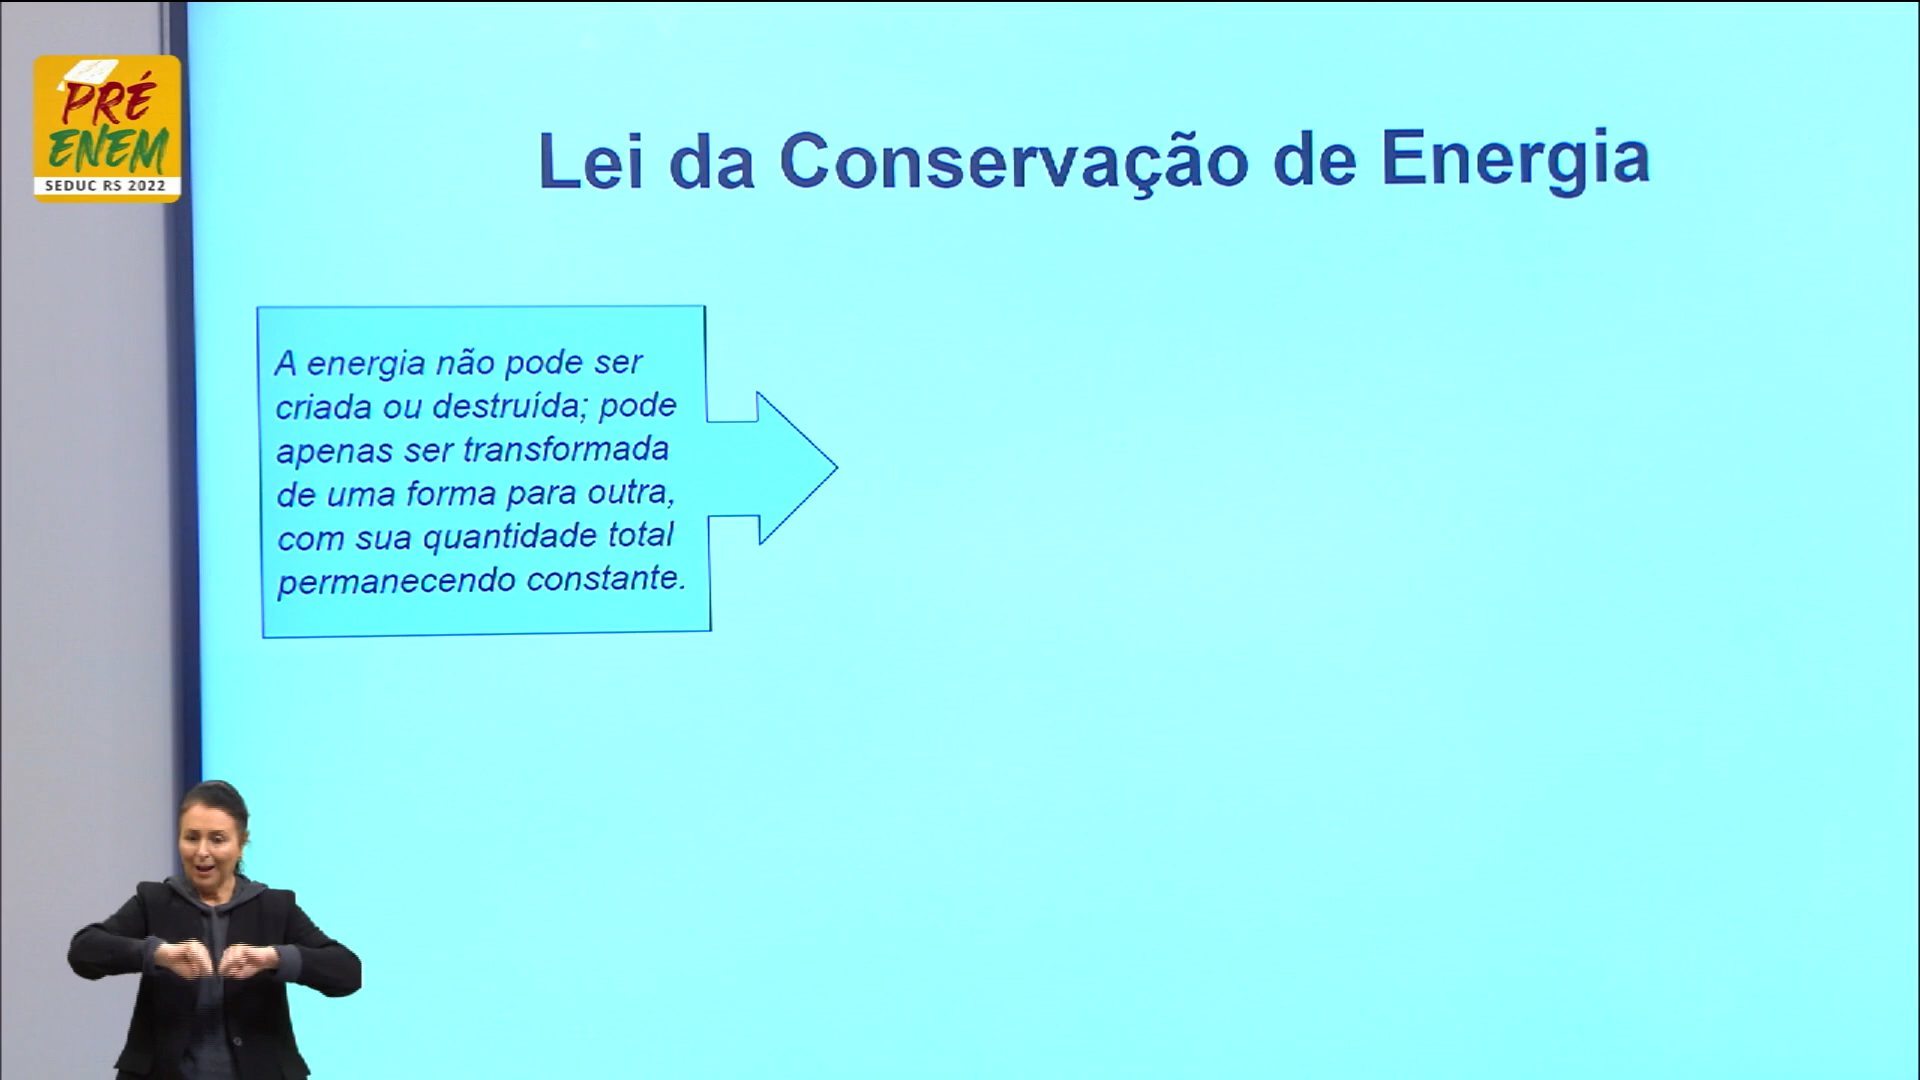 PRÉ
ENEM
SEDUC RS 2022
Lei da Conservação de Energia
A energia não pode ser
criada ou destruída; pode
apenas ser transformada
de uma forma para outra,
com sua quantidade total
permanecendo constante.